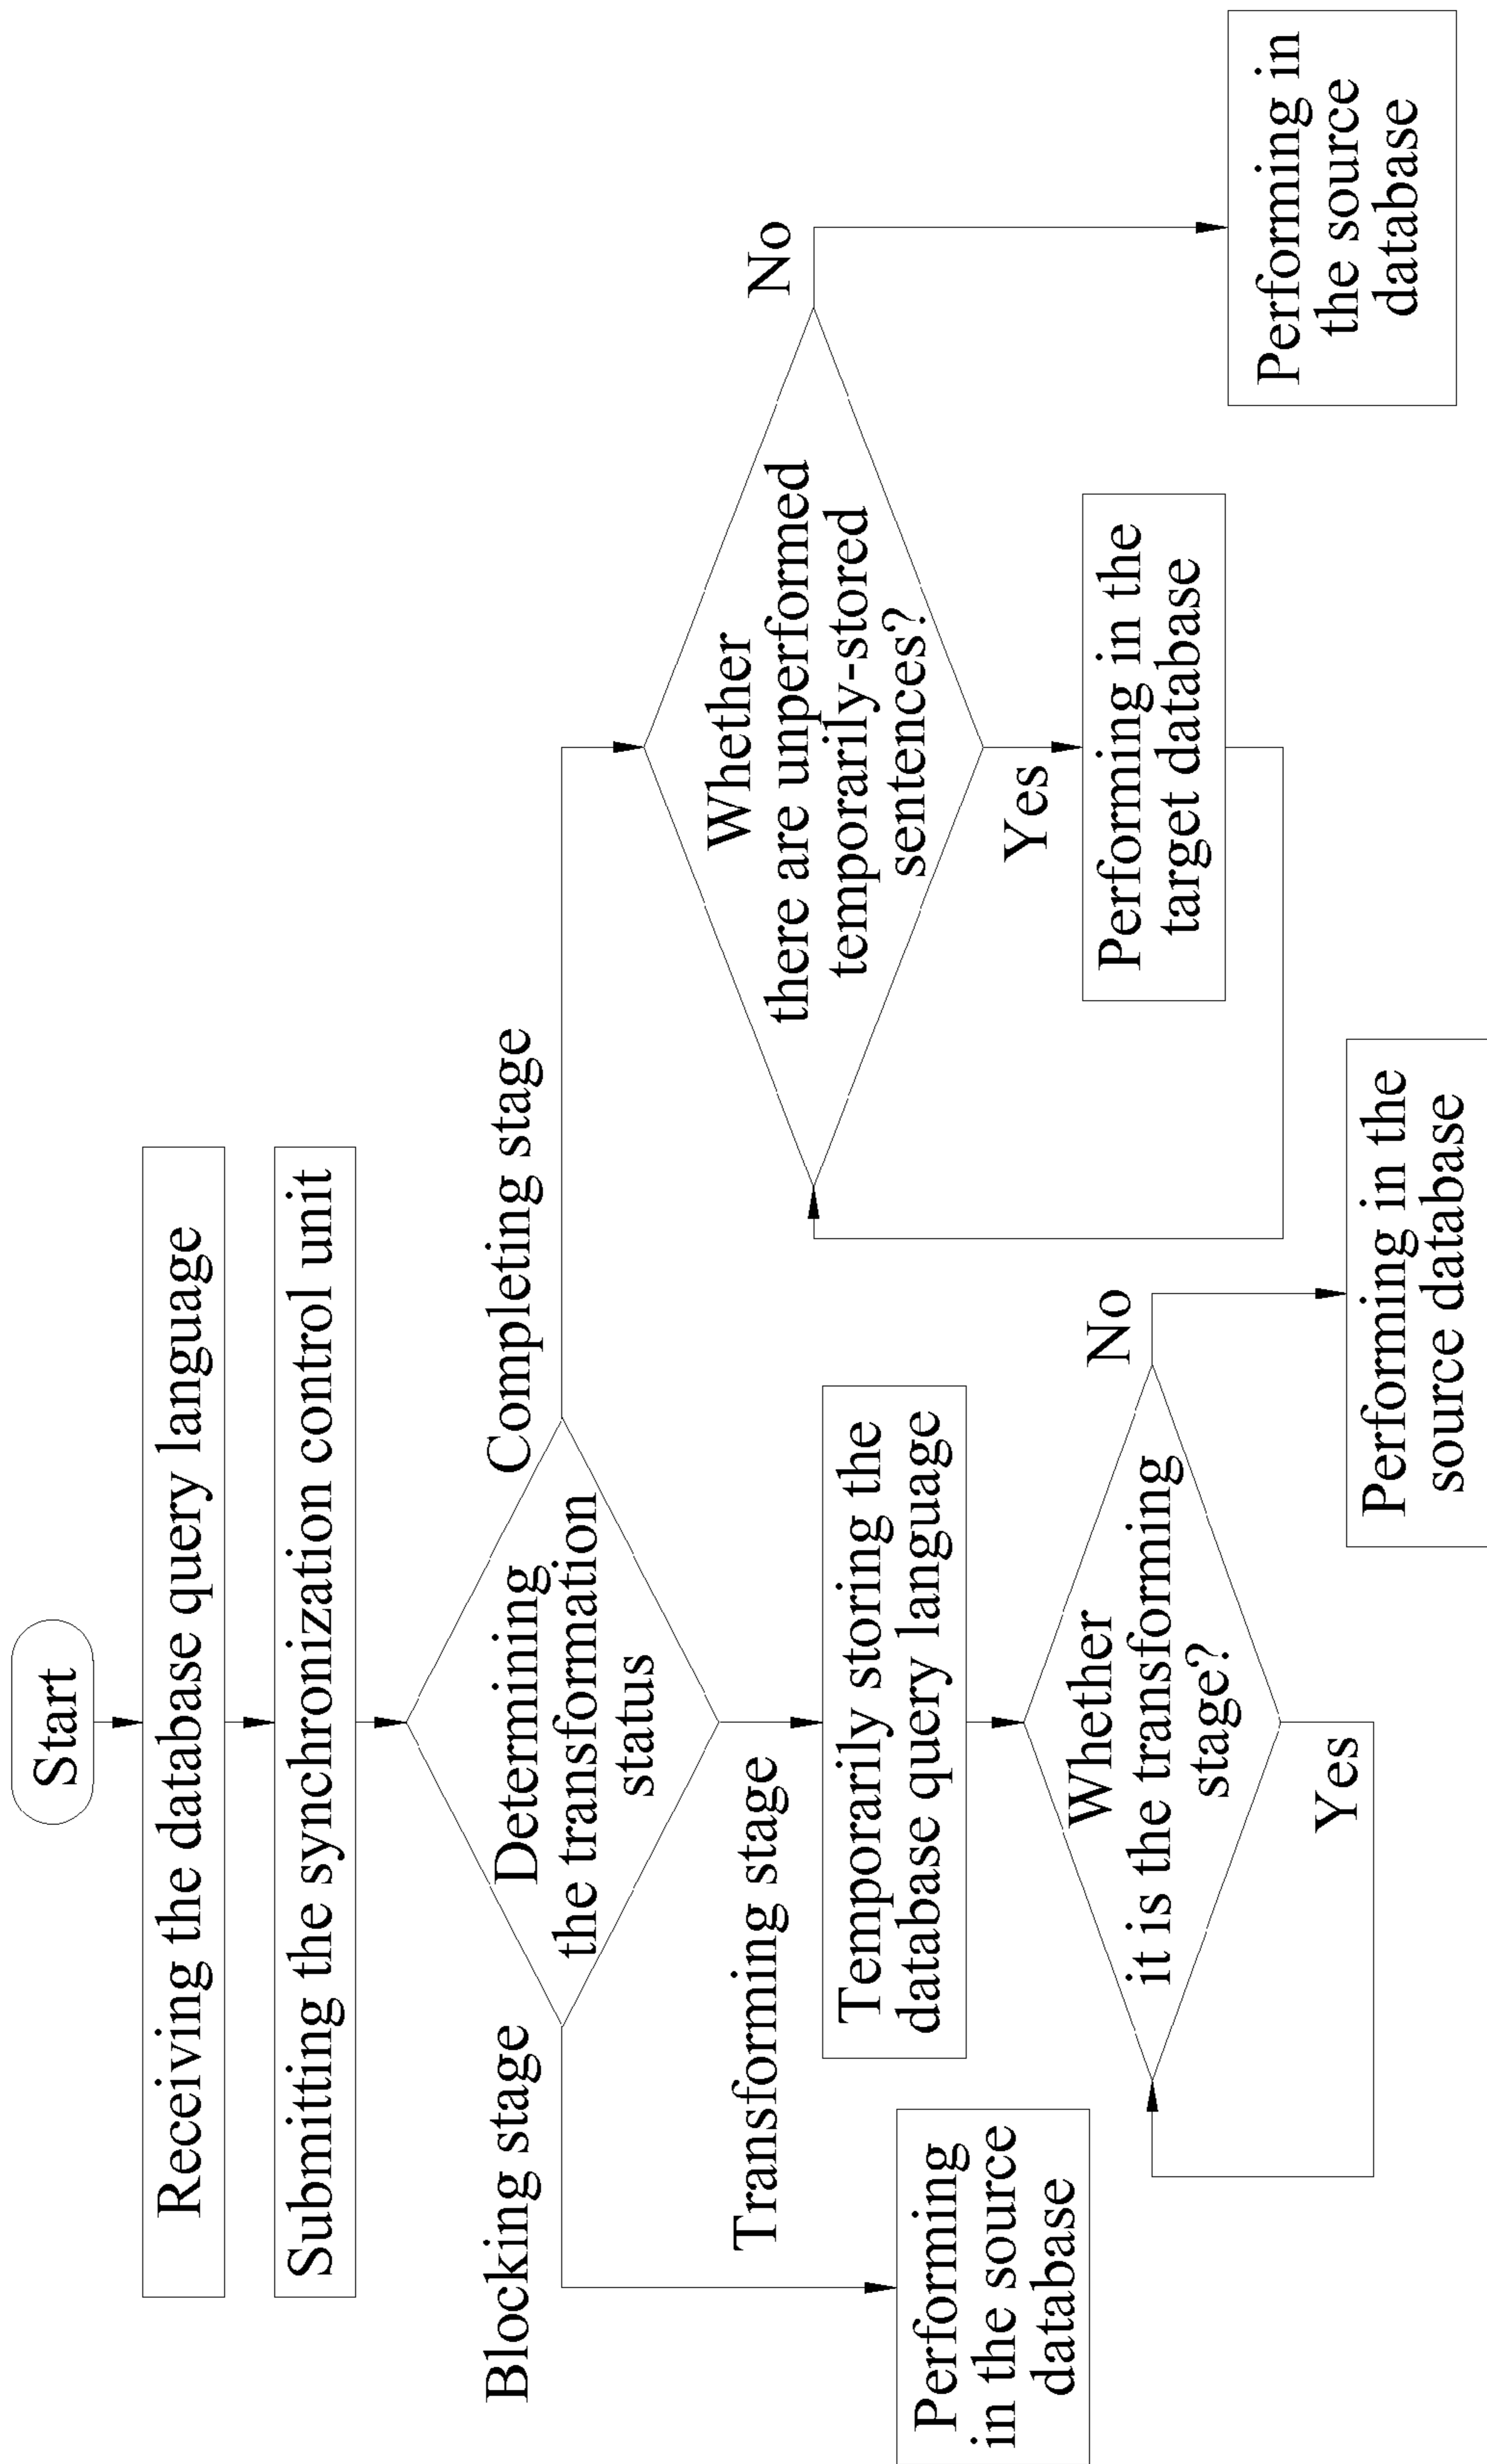 Start
Receiving the database query language
Submitting the synchronization control unit
Determining
the transformation
status
Blocking stage
Completing stage
Transforming stage
Performing
in the source
database
Temporarily storing the
database query language
Whether
it is the transforming
stage?
Yes
No
Performing in the
source database
Whether
there are unperformed
temporarily-stored
sentences?
Yes
No
Performing in the
target database
Performing in
the source
database